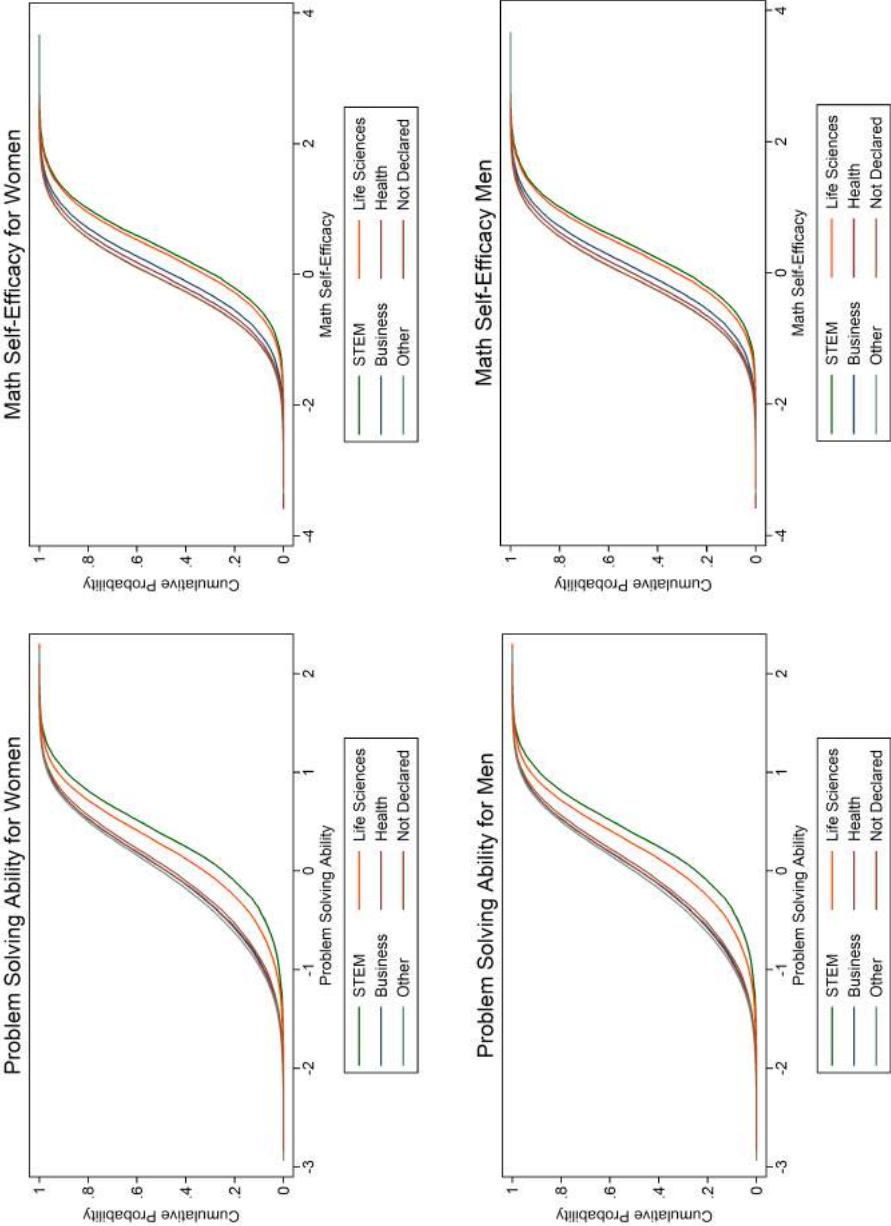 Problem Solving Ability for Women
Cumulative Probability
1
.8
.6
.4
.2
0
-3 -2 -1 0 1 2
Problem Solving Ability
STEM Life Sciences
Business Health
Other Not Declared
Math Self-Efficacy for Women
Cumulative Probability
1
.8
.6
.4
.2
0
-4 -2 0 2 4
Math Self-Efficacy
STEM Life Sciences
Business Health
Other Not Declared
Problem Solving Ability for Men
Cumulative Probability
1
.8
.6
.4
.2
0
-3 -2 -1 0 1 2
Problem Solving Ability
STEM Life Sciences
Business Health
Other Not Declared
Math Self-Efficacy Men
Cumulative Probability
1
.8
.6
.4
.2
0
-4 -2 0 2 4
Math Self-Efficacy
STEM Life Sciences
Business Health
Other Not Declared